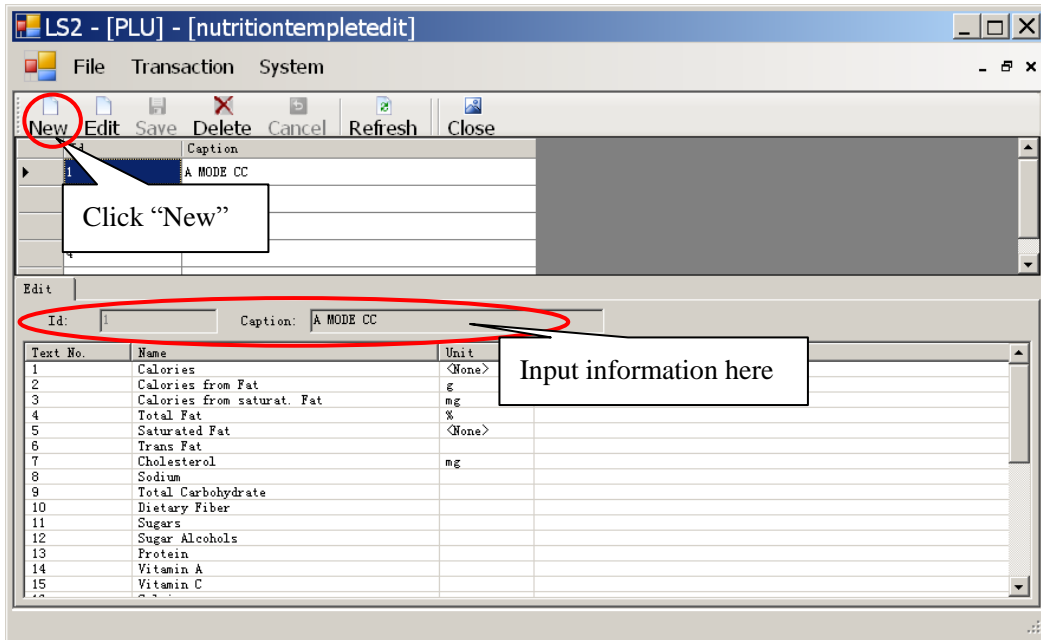 LS2 - [PLU] - [nutritiontempletedit]
File Transaction System
New Edit Save Delete Cancel Refresh Close
Id Caption
1 A MODE CC
Click “New”
4
Edit
Id: 1 Caption: A MODE CC
Input information here
Text No. Name Unit
1 Calories <None>
2 Calories from Fat g
3 Calories from saturat. Fat mg
4 Total Fat %
5 Saturated Fat <None>
6 Trans Fat
7 Cholesterol mg
8 Sodium
9 Total Carbohydrate
10 Dietary Fiber
11 Sugars
12 Sugar Alcohols
13 Protein
14 Vitamin A
15 Vitamin C